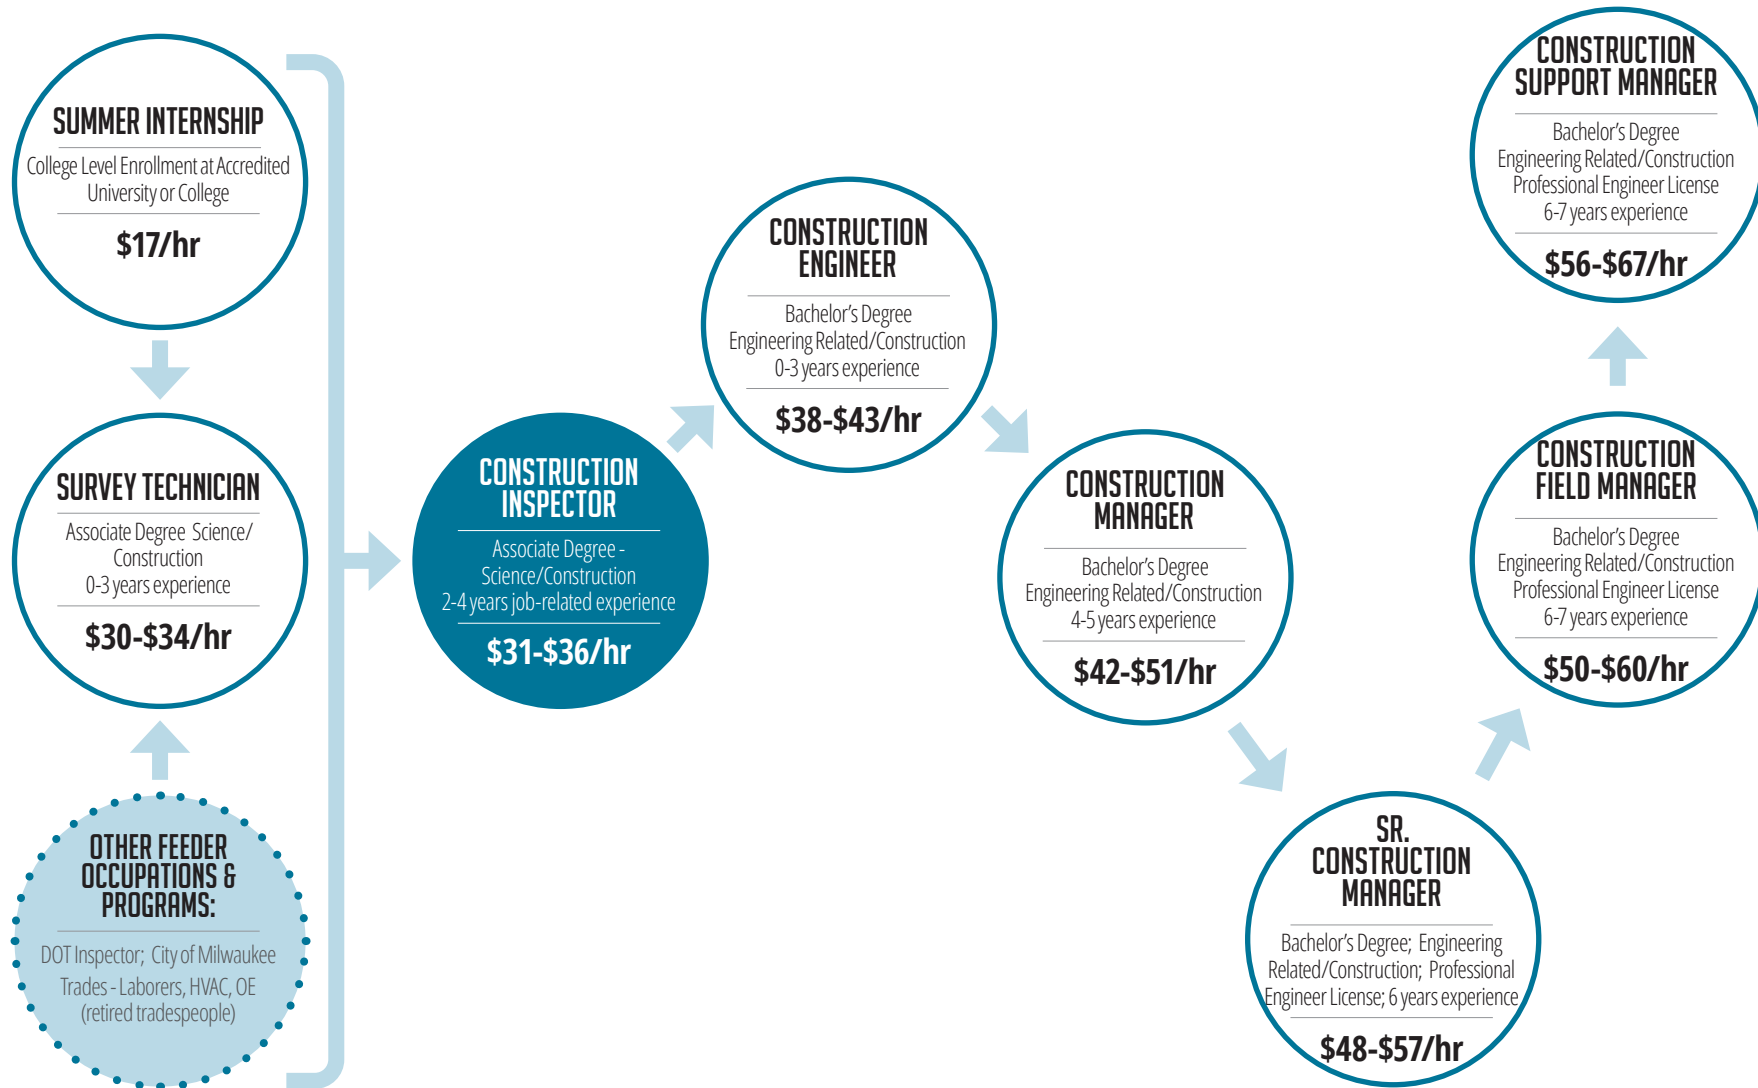 SUMMER INTERNSHIP
College Level Enrollment at Accredited
University or College
$17/hr
SURVEY TECHNICIAN
Associate Degree Science/
Construction
0-3 years experience
$30-$34/hr
OTHER FEEDER
OCCUPATIONS &
PROGRAMS:
DOT Inspector; City of Milwaukee
Trades - Laborers, HVAC, OE
(retired tradespeople)
CONSTRUCTION
INSPECTOR
Associate Degree -
Science/Construction
2-4 years job-related experience
$31-$36/hr
CONSTRUCTION
ENGINEER
Bachelor’s Degree
Engineering Related/Construction
0-3 years experience
$38-$43/hr
CONSTRUCTION
MANAGER
Bachelor’s Degree
Engineering Related/Construction
4-5 years experience
$42-$51/hr
SR.
CONSTRUCTION
MANAGER
Bachelor’s Degree; Engineering
Related/Construction; Professional
Engineer License; 6 years experience
$48-$57/hr
CONSTRUCTION
FIELD MANAGER
Bachelor’s Degree
Engineering Related/Construction
Professional Engineer License
6-7 years experience
$50-$60/hr
CONSTRUCTION
SUPPORT MANAGER
Bachelor’s Degree
Engineering Related/Construction
Professional Engineer License
6-7 years experience
$56-$67/hr